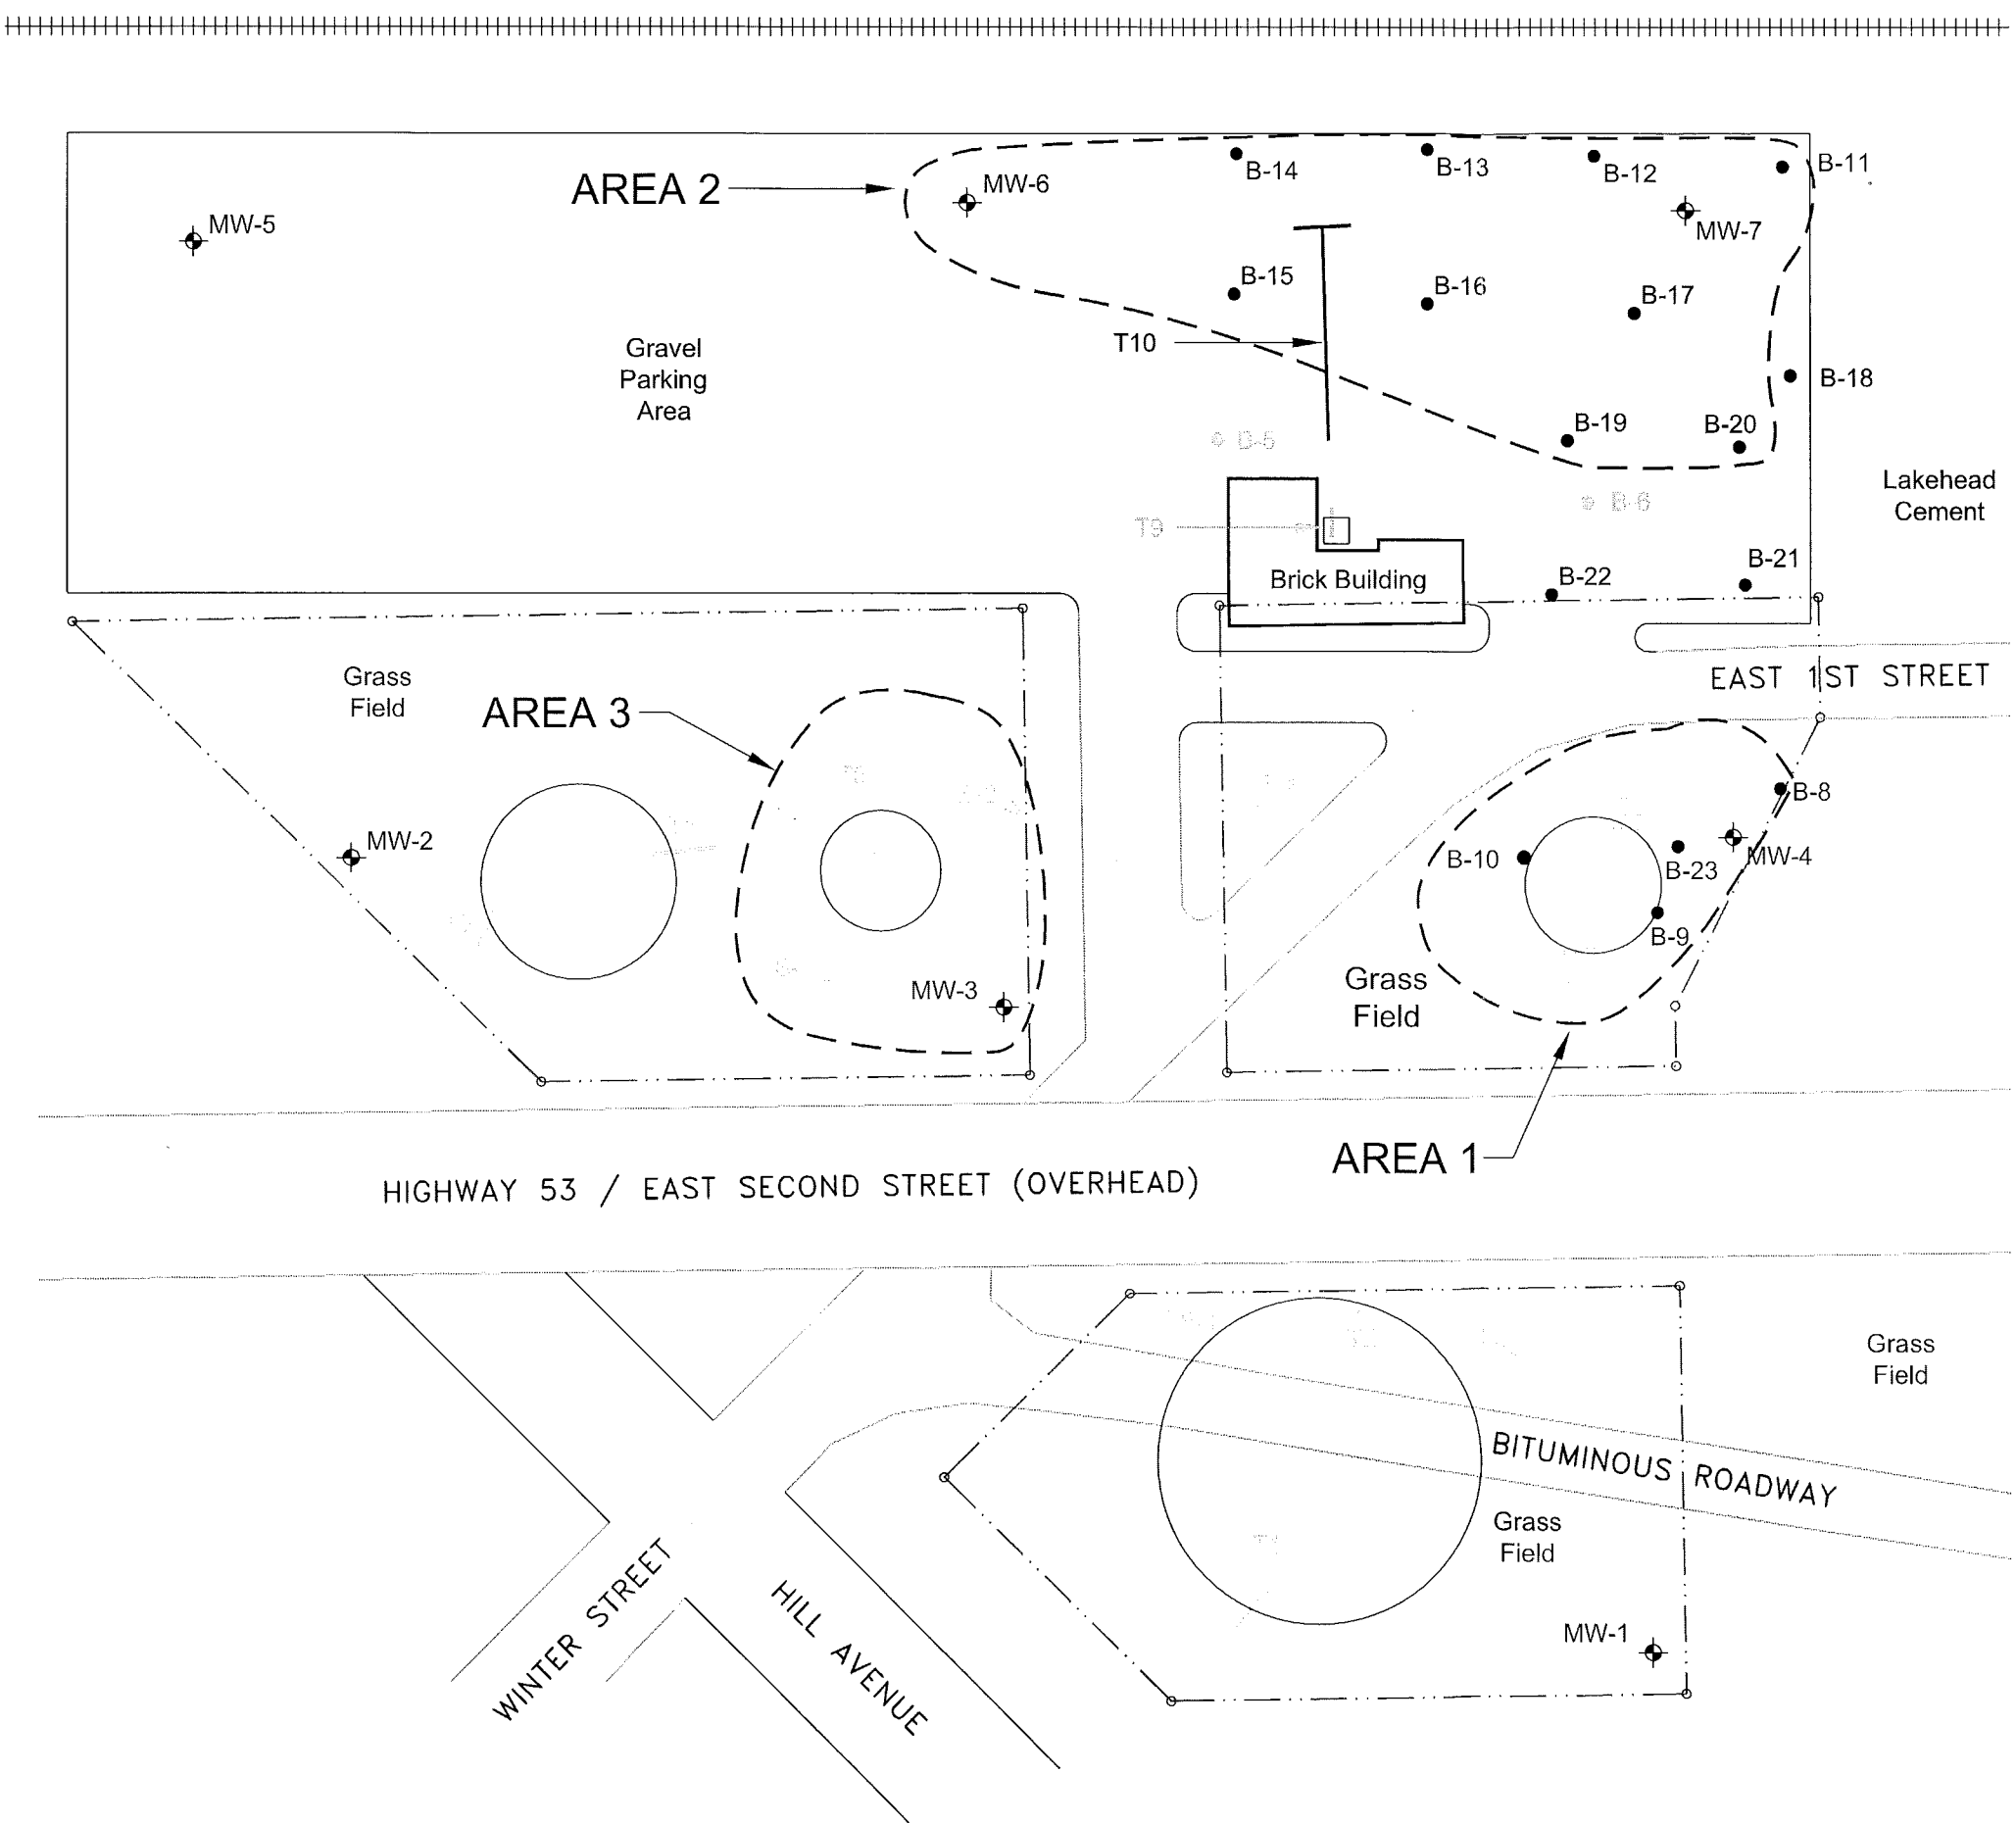 B-14
B-13
B-12
B-11
AREA 2
MW-6
MW-5
MW-7
B-15
B-16
B-17
T10
Gravel
Parking
Area
B-18
B-19
B-20
B-5
Lakehead
Cement
B-6
T9
B-21
Brick Building
B-22
EAST 1ST STREET
Grass
Field
AREA 3
B-8
MW-2
B-10
B-23
MW-4
B-9
MW-3
Grass
Field
AREA 1
HIGHWAY 53 / EAST SECOND STREET (OVERHEAD)
Grass
Field
BITUMINOUS ROADWAY
Grass
Field
WINTER STREET
HILL AVENUE
MW-1